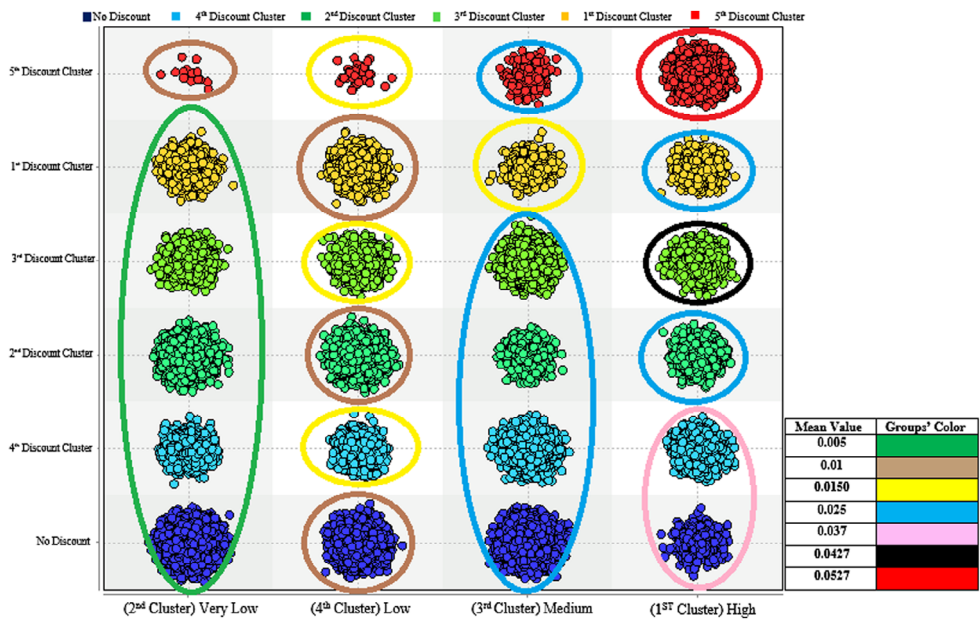 No Discount 4th Discount Cluster 2nd Discount Cluster 3rd Discount Cluster 1st Discount Cluster 5th Discount Cluster
5th Discount Cluster
1st Discount Cluster
3rd Discount Cluster
2nd Discount Cluster
4th Discount Cluster
No Discount
(2nd Cluster) Very Low (4th Cluster) Low (3rd Cluster) Medium (1ST Cluster) High
Mean Value Groups' Color
0.005
0.01
0.0150
0.025
0.037
0.0427
0.0527